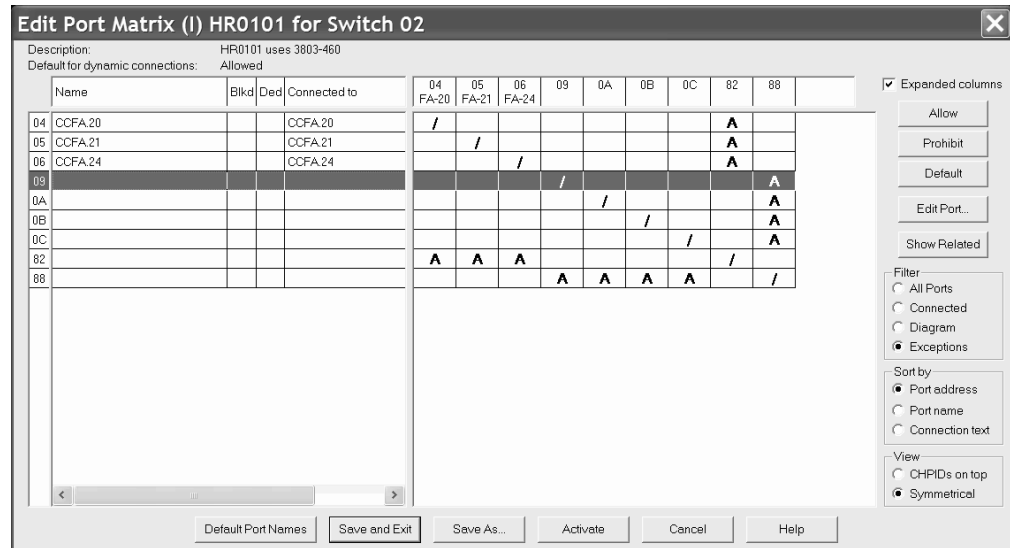 Edit Port Matrix (I) HR0101 for Switch 02
Description: HR0101 uses 3803-460
Default for dynamic connections: Allowed
Name Blkd Ded Connected to 04 05 06 09 0A 0B 0C 82 88
FA-20 FA-21 FA-24
04 CCFA.20 CCFA.20 / A
05 CCFA.21 CCFA.21 / A
06 CCFA.24 CCFA.24 / A
09 / A
0A / A
0B / A
0C / A
82 A A A /
88 A A A A /
Expanded columns
Allow
Prohibit
Default
Edit Port...
Show Related
Filter
All Ports
Connected
Diagram
Exceptions
Sort by
Port address
Port name
Connection text
View
CHPIDs on top
Symmetrical
Default Port Names Save and Exit Save As... Activate Cancel Help